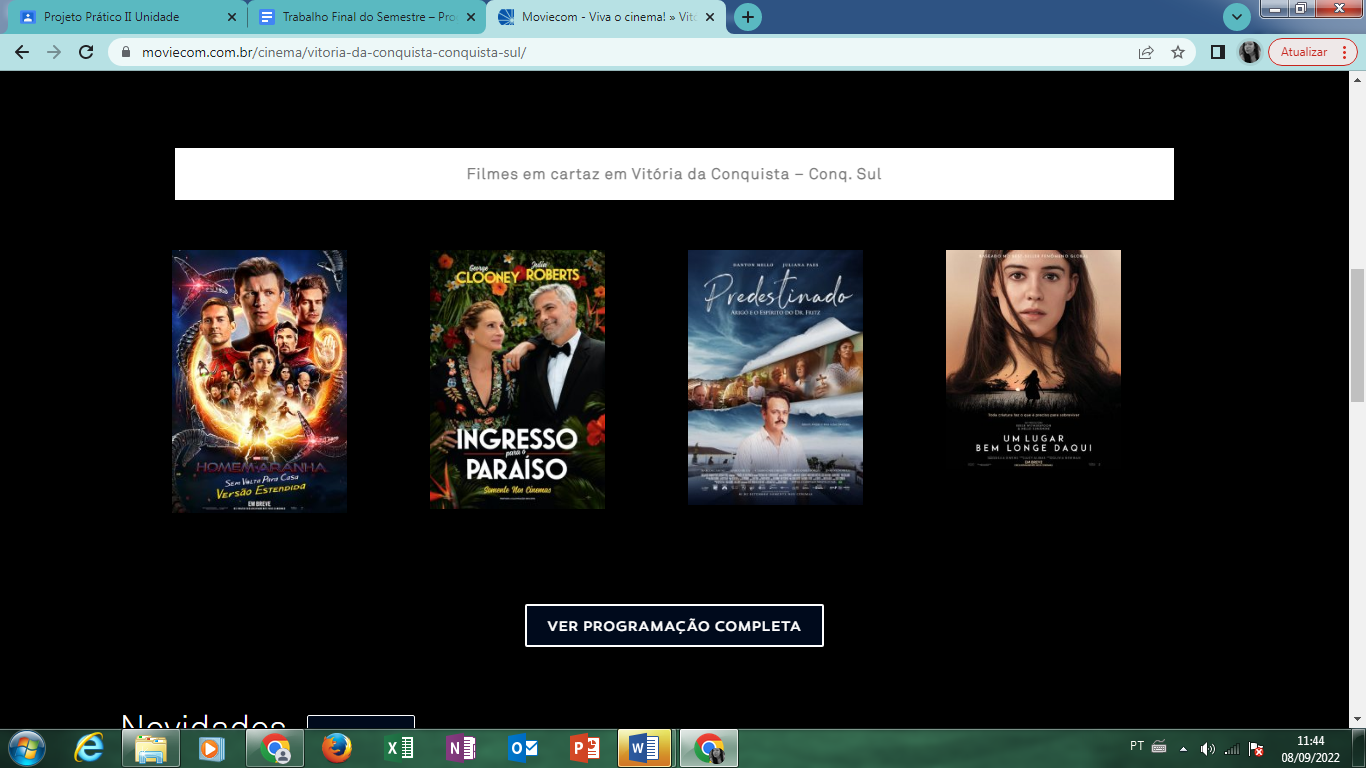 Projeto Prático II Unidade
Trabalho Final do Semestre – Pro
Moviecom - Viva o cinema! » Vitó
moviecom.com.br/cinema/vitoria-da-conquista-conquista-sul/
Atualizar
Filmes em cartaz em Vitória da Conquista – Conq. Sul
HOMEM-ARANHA
SEM VOLTA PARA CASA
VERSÃO ESTENDIDA
EM BREVE
George Julia
CLOONEY ROBERTS
INGRESSO
para o
PARAÍSO
Somente Nos Cinemas
DANTON MELLO JULIANA PAES
Predestinado
ARIGÓ E O ESPÍRITO DO DR. FRITZ
UM LUGAR
BEM LONGE DAQUI
EM BREVE
VER PROGRAMAÇÃO COMPLETA
Novidades
PT
11:44
08/09/2022